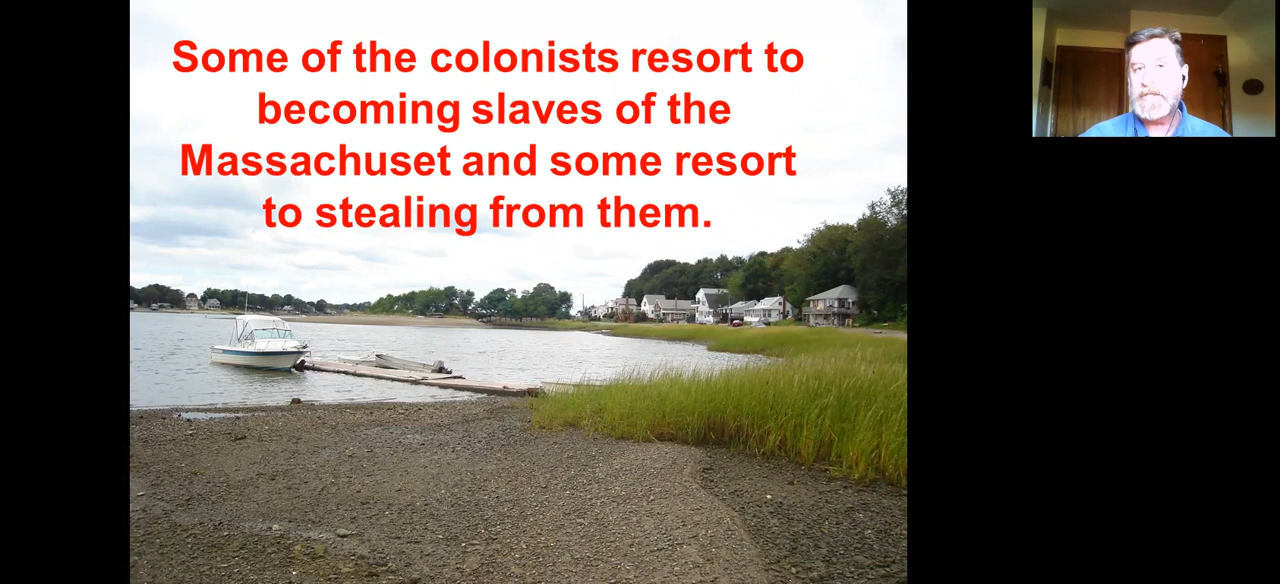 Some of the colonists resort to
becoming slaves of the
Massachuset and some resort
to stealing from them.